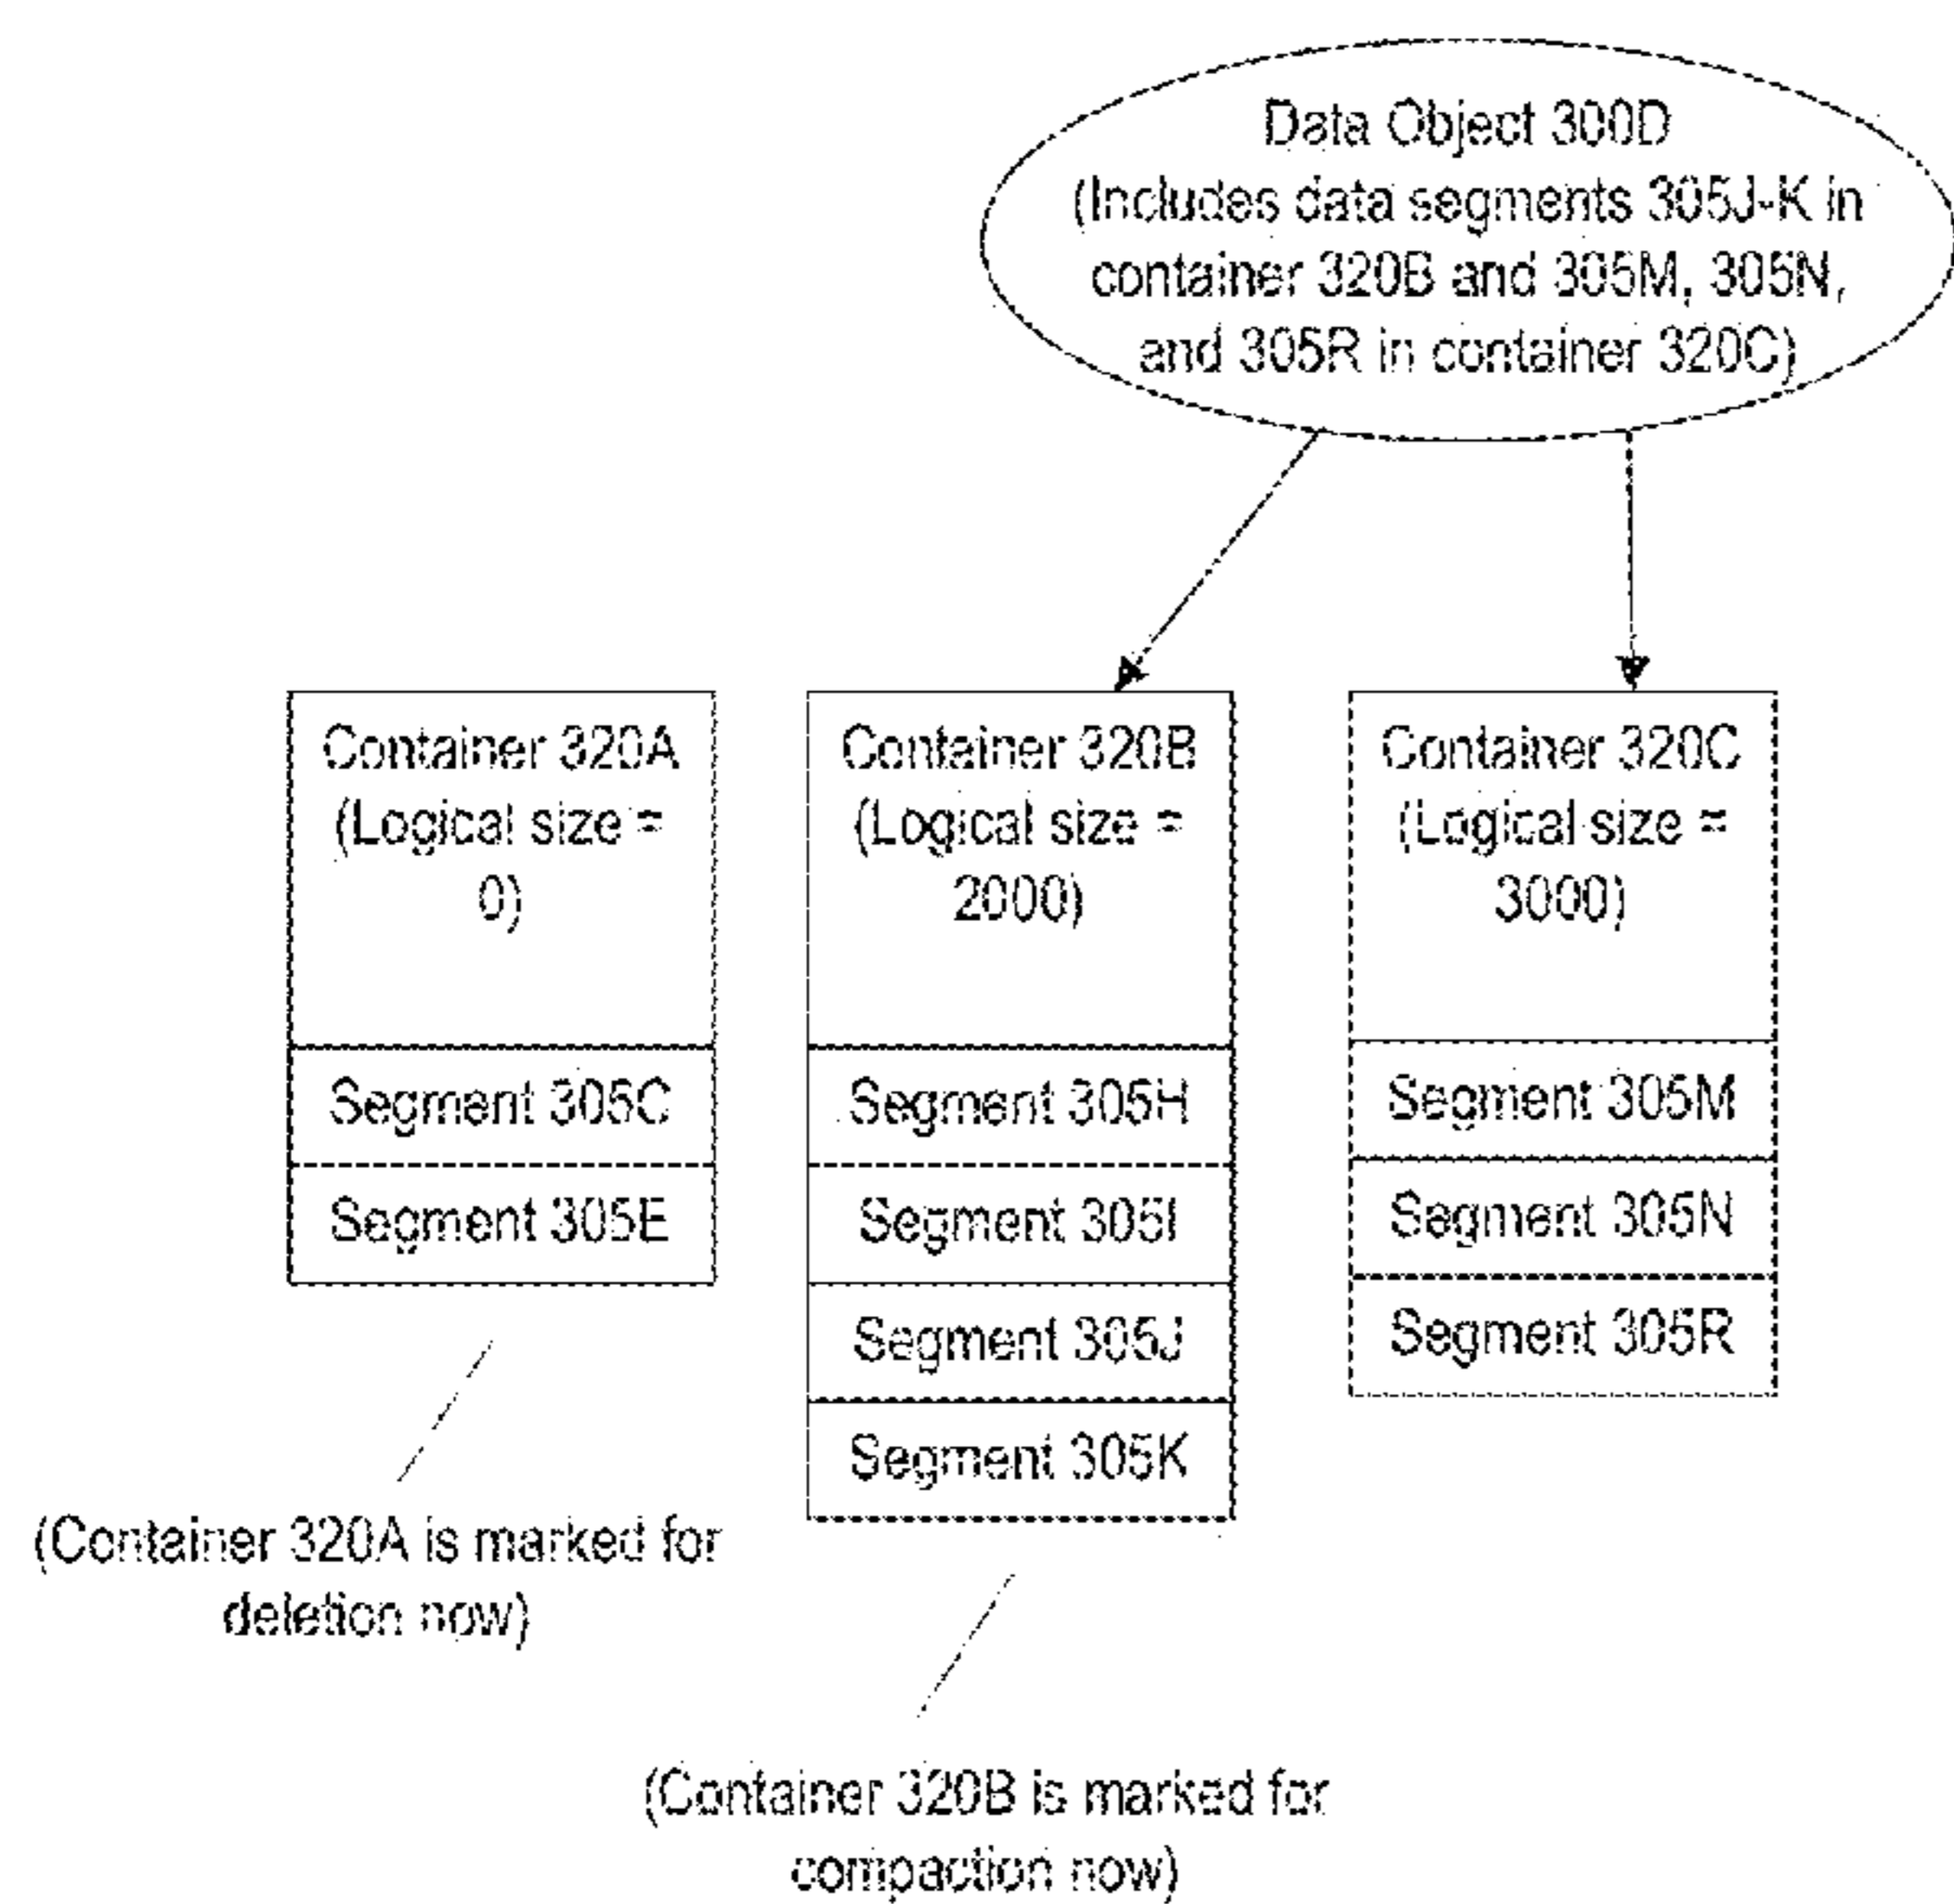 Data Object 300D
(Includes data segments 305J-K in
container 320B and 305M, 305N,
and 305R in container 320C)
Container 320A
(Logical size =
0)
Segment 305C
Segment 305E
Container 320B
(Logical size =
2000)
Segment 305H
Segment 305I
Segment 305J
Segment 305K
Container 320C
(Logical size =
3000)
Segment 305M
Segment 305N
Segment 305R
(Container 320A is marked for
deletion now)
(Container 320B is marked for
compaction now)